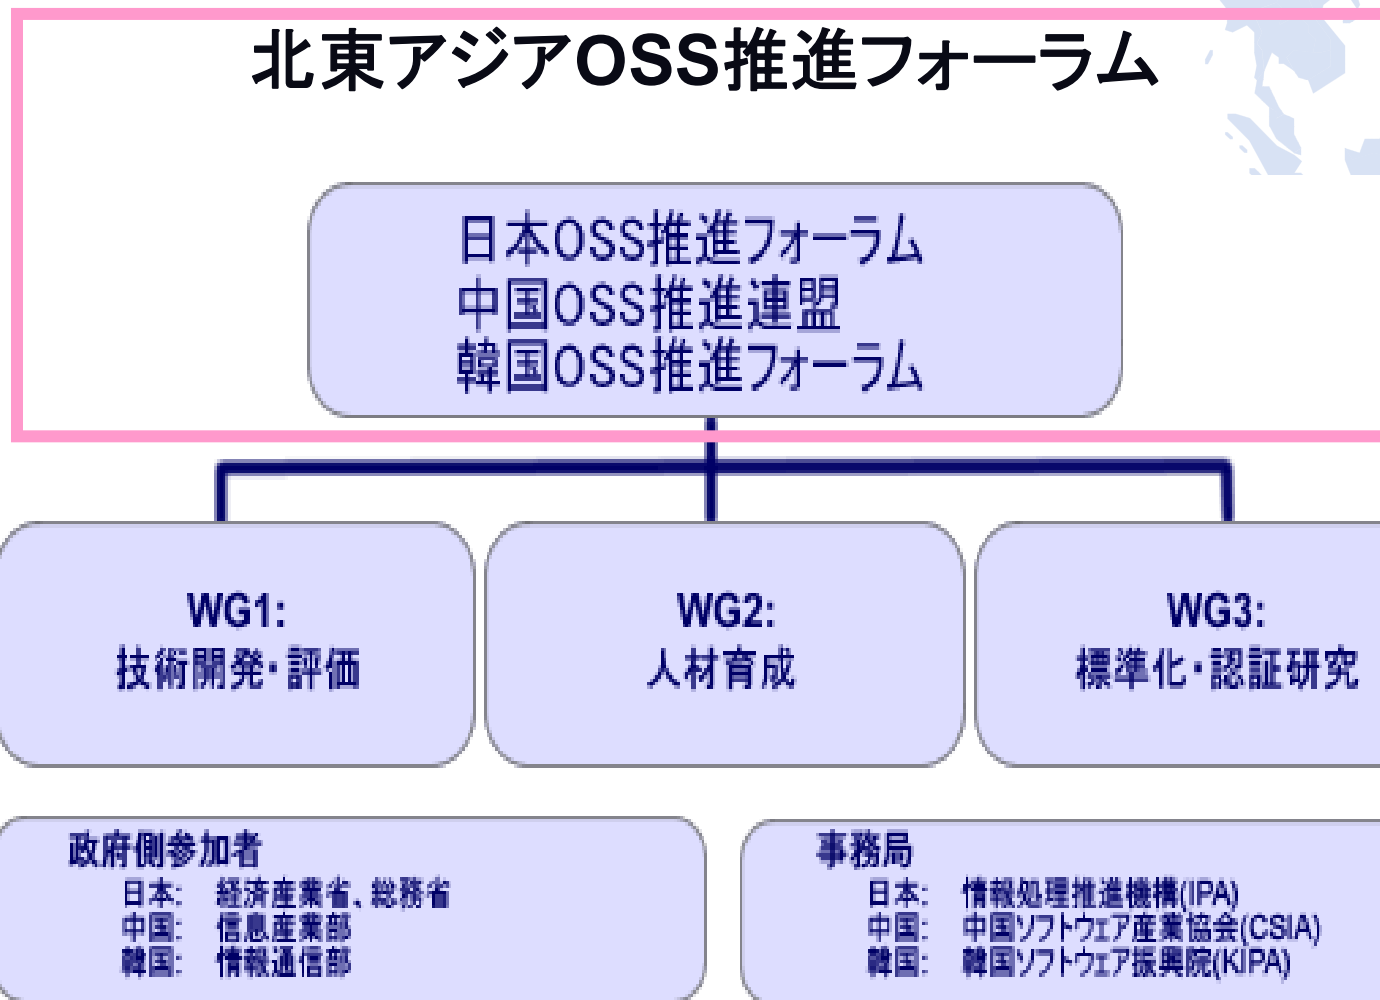 北東アジアOSS推進フォーラム
日本OSS推進フォーラム
中国OSS推進連盟
韓国OSS推進フォーラム
WG1:
技術開発・評価
WG2:
人材育成
WG3:
標準化・認証研究
政府側参加者
日本: 経済産業省、総務省
中国: 信息産業部
韓国: 情報通信部
事務局
日本: 情報処理推進機構(IPA)
中国: 中国ソフトウェア産業協会(CSIA)
韓国: 韓国ソフトウェア振興院(KIPA)